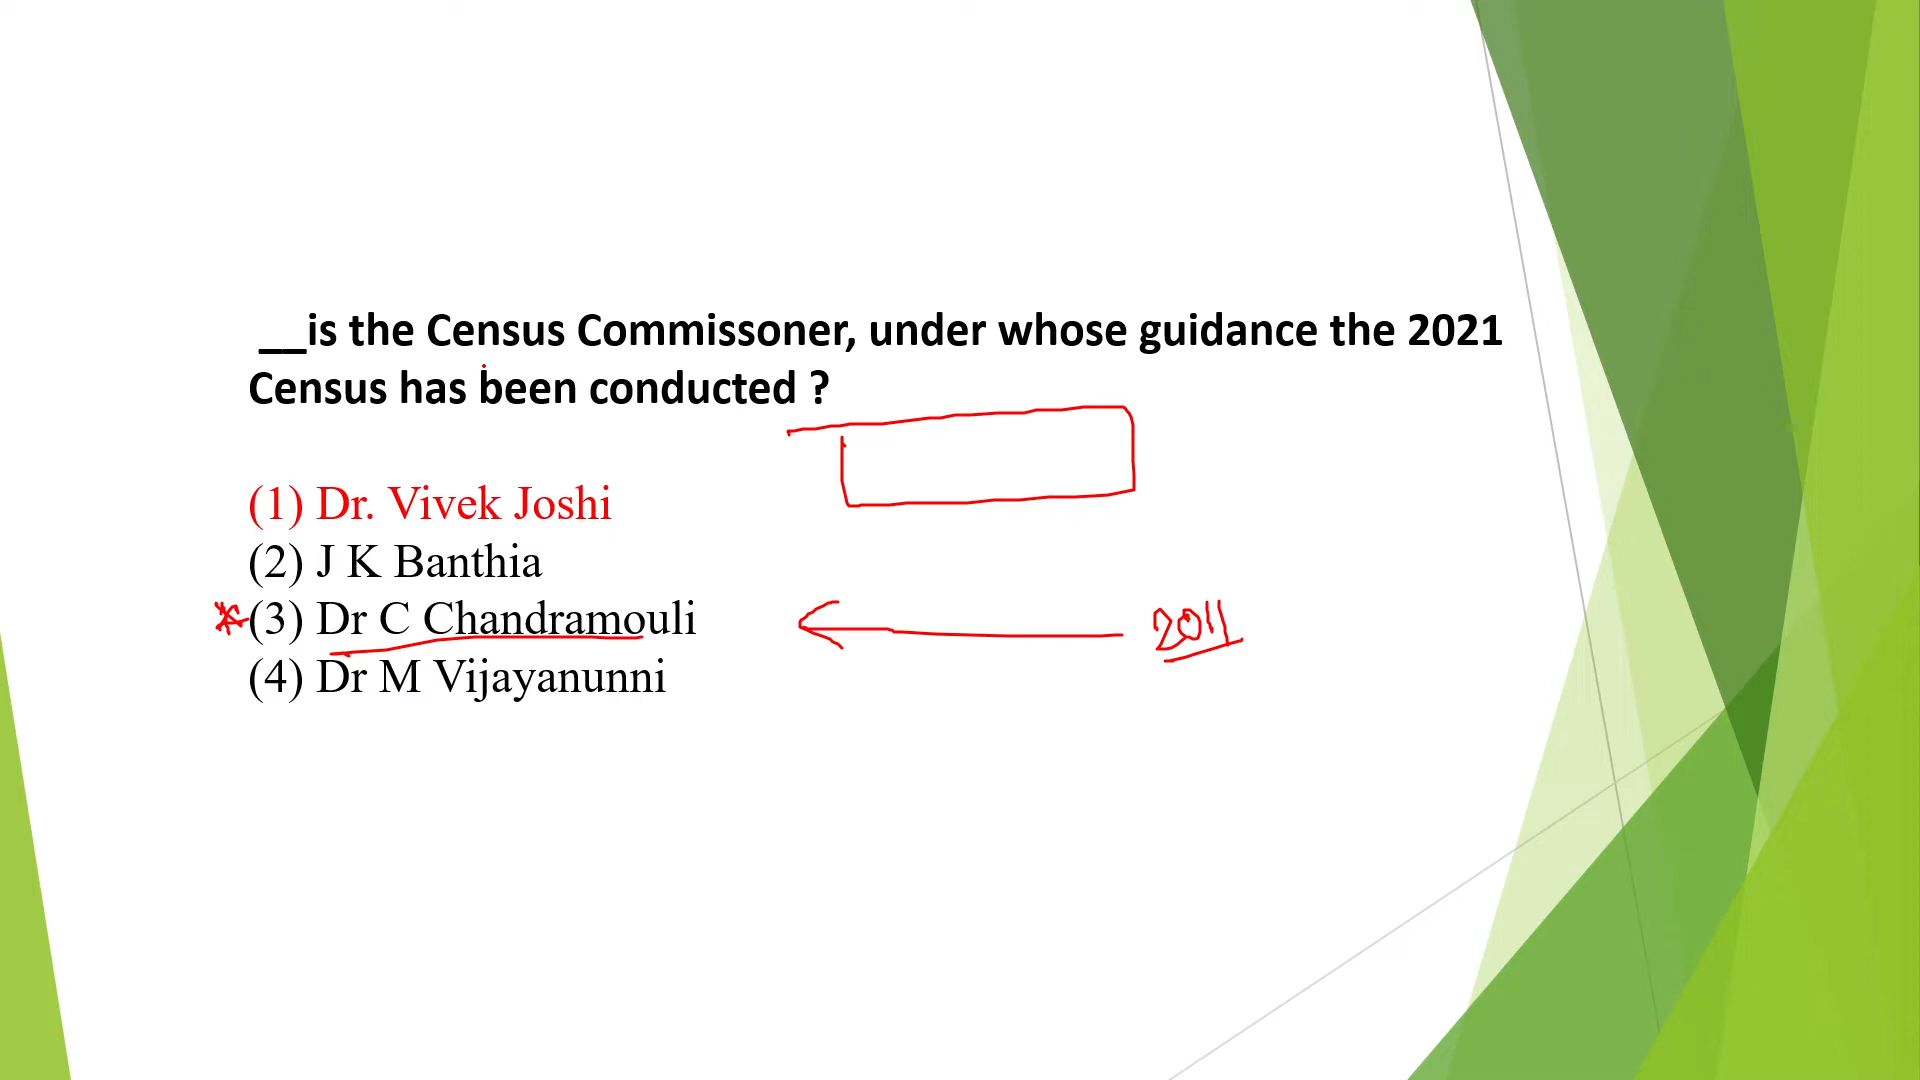 __is the Census Commissoner, under whose guidance the 2021
Census has been conducted ?
(1) Dr. Vivek Joshi
(2) J K Banthia
(3) Dr C Chandramouli
2011
(4) Dr M Vijayanunni